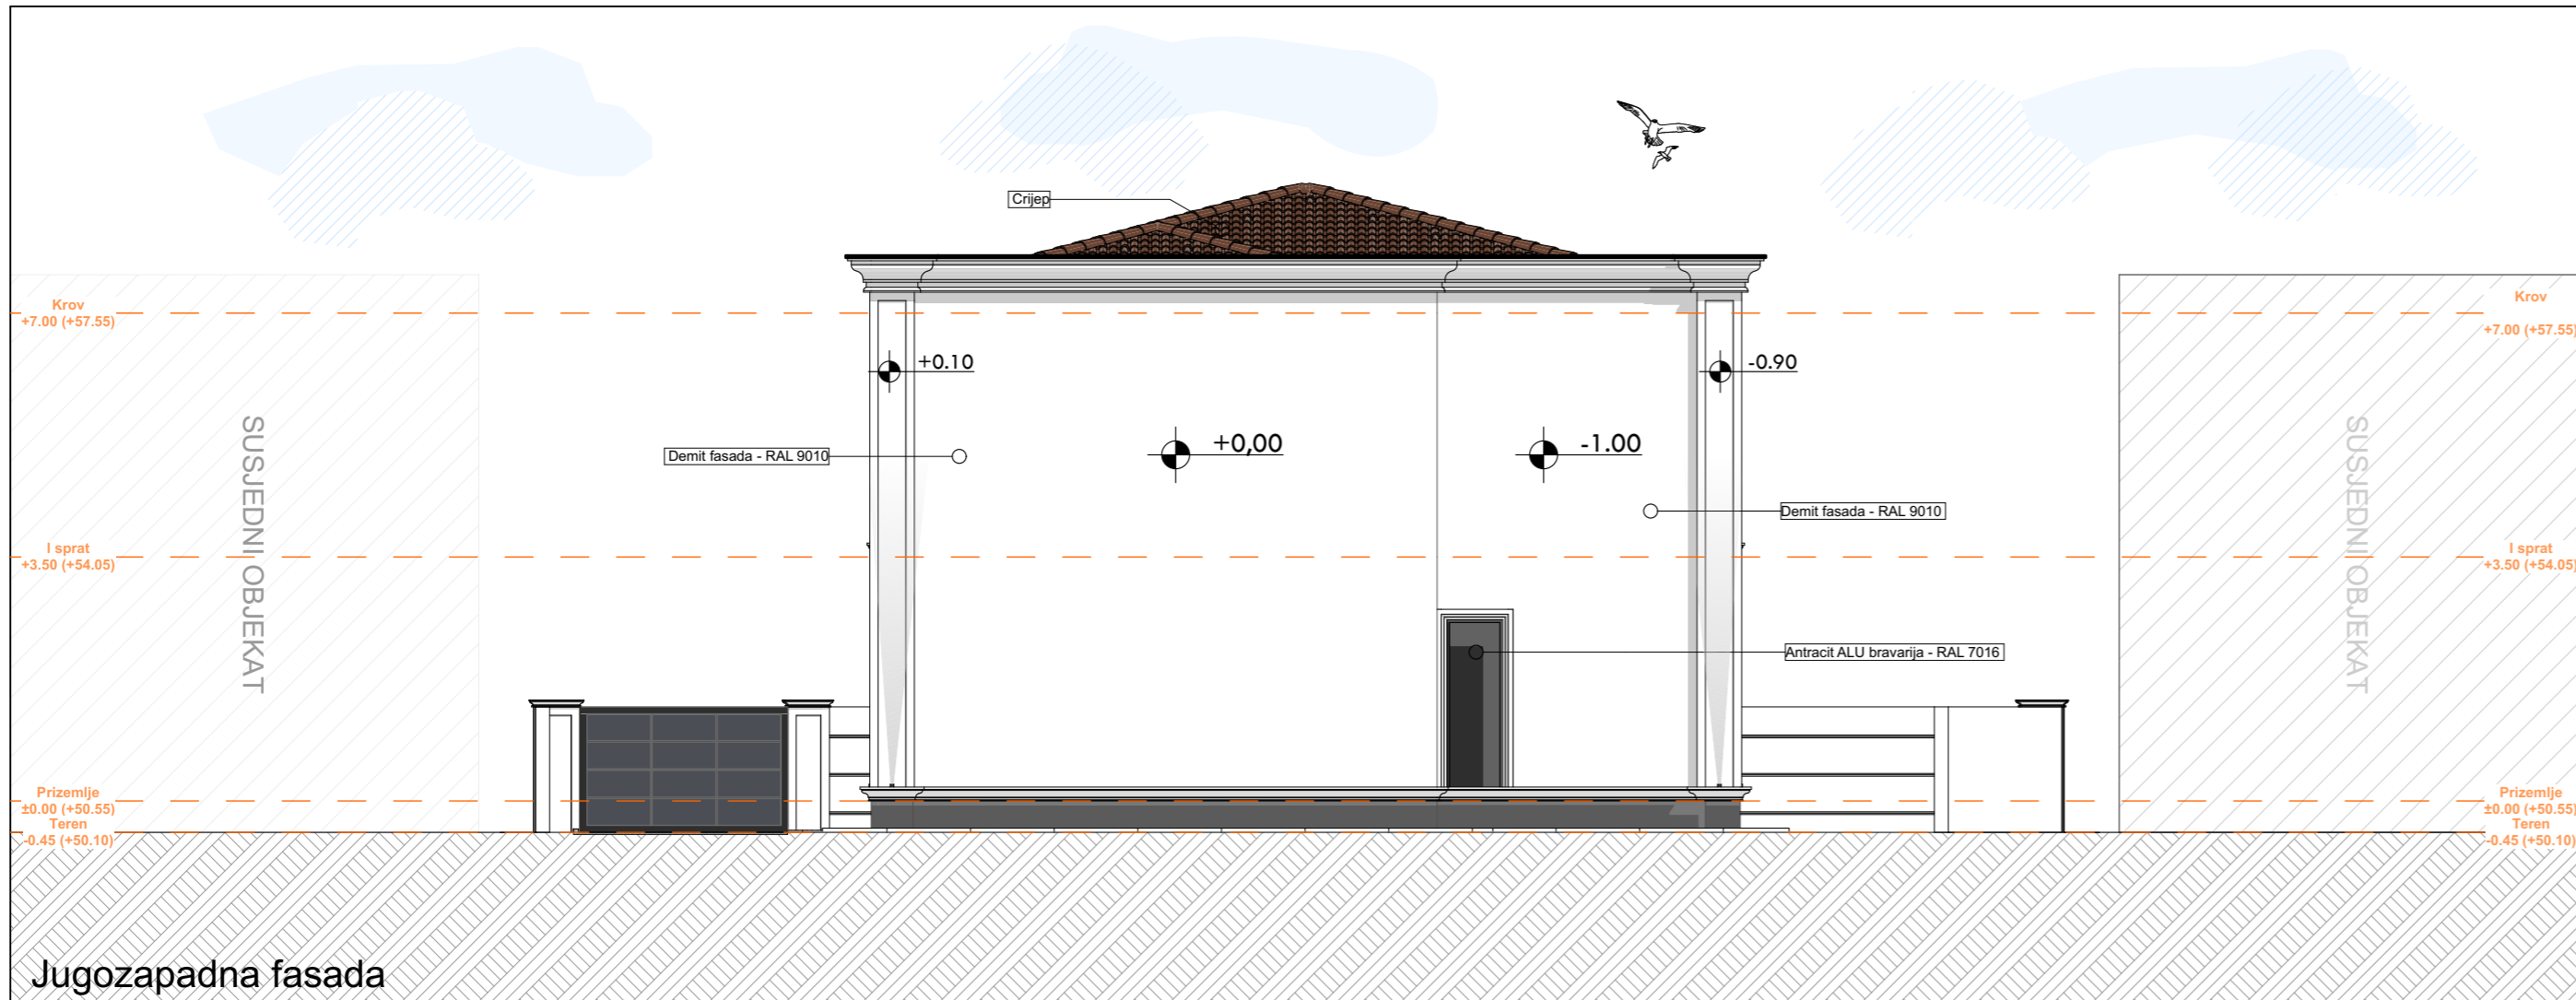 Crijep
Krov
+7.00 (+57.55)
Krov
+7.00 (+57.55)
+0.10
-0.90
+0,00
-1.00
Demit fasada - RAL 9010
Demit fasada - RAL 9010
SUSJEDNI OBJEKAT
SUSJEDNI OBJEKAT
I sprat
+3.50 (+54.05)
I sprat
+3.50 (+54.05)
Antracit ALU bravarija - RAL 7016
Prizemlje
±0.00 (+50.55)
Teren
-0.45 (+50.10)
Prizemlje
±0.00 (+50.55)
Teren
-0.45 (+50.10)
Jugozapadna fasada